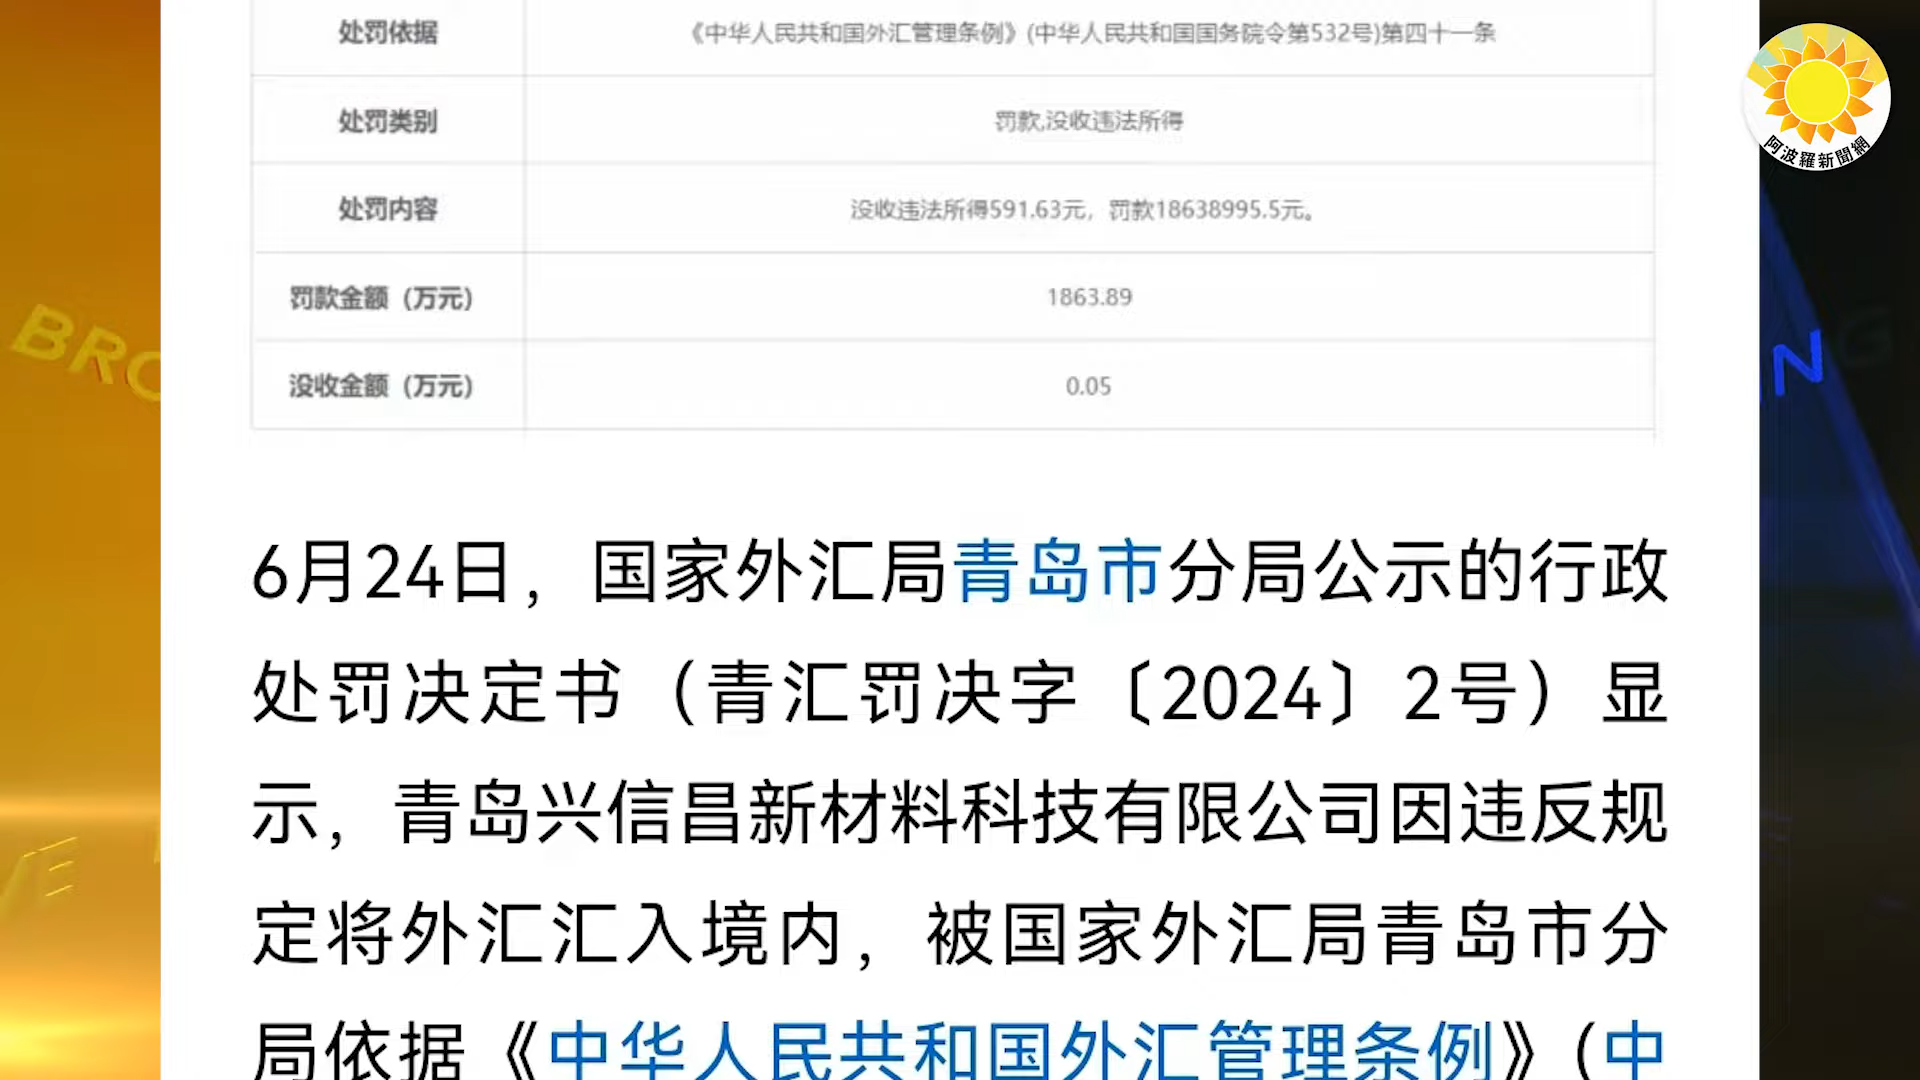 处罚依据 《中华人民共和国外汇管理条例》(中华人民共和国国务院令第532号)第四十一条
处罚类别 罚款,没收违法所得
处罚内容 没收违法所得591.63元，罚款18638995.5元。
罚款金额（万元） 1863.89
没收金额（万元） 0.05
6月24日，国家外汇局青岛市分局公示的行政
处罚决定书（青汇罚决字〔2024〕2号）显
示，青岛兴信昌新材料科技有限公司因违反规
定将外汇汇入境内，被国家外汇局青岛市分
局依据《中华人民共和国外汇管理条例》（中
阿波羅新聞網
BRO